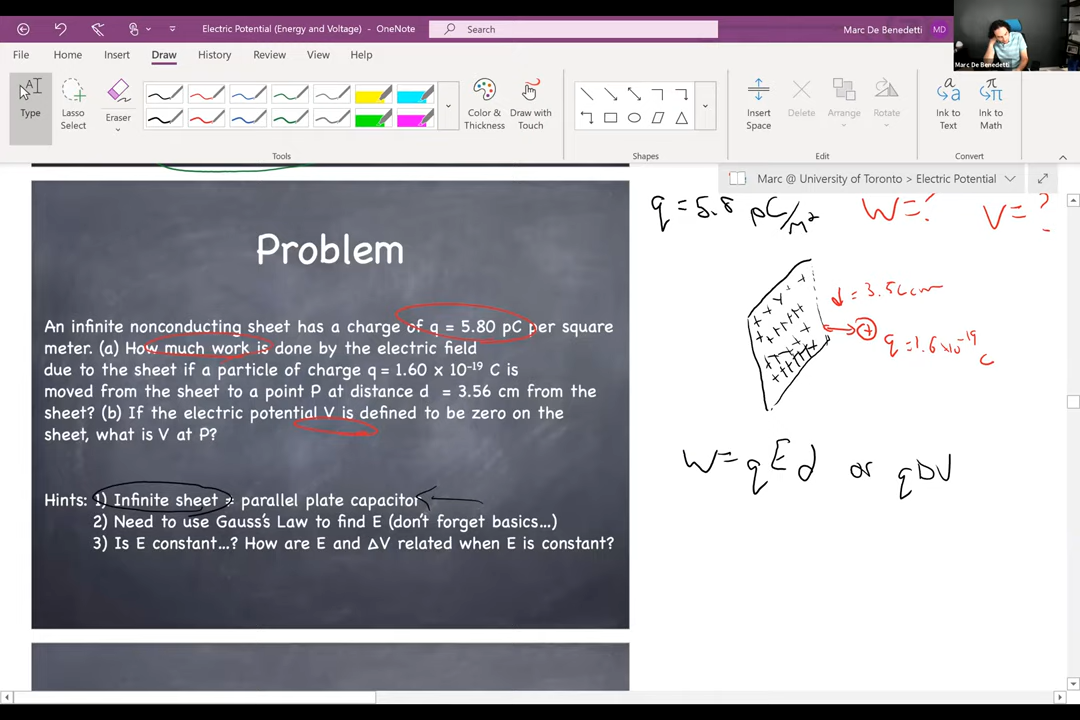 Electric Potential (Energy and Voltage) - OneNote
Search
Marc De Benedetti
MD
Marc De Benedetti
File Home Insert Draw History Review View Help
Type
Lasso Select
Eraser
Color & Thickness
Draw with Touch
Insert Space
Delete
Arrange
Rotate
Ink to Text
Ink to Math
Tools
Shapes
Edit
Convert
Marc @ University of Toronto > Electric Potential
Problem
An infinite nonconducting sheet has a charge of q = 5.80 pC per square
meter. (a) How much work is done by the electric field
due to the sheet if a particle of charge q = 1.60 x 10⁻¹⁹ C is
moved from the sheet to a point P at distance d = 3.56 cm from the
sheet? (b) If the electric potential V is defined to be zero on the
sheet, what is V at P?
Hints: 1) Infinite sheet = parallel plate capacitor
2) Need to use Gauss's Law to find E (don't forget basics...)
3) Is E constant...? How are E and ΔV related when E is constant?
q = 5.8 pC/m² W=? V=?
d = 3.56cm
q = 1.6×10⁻¹⁹ C
W = qEd or qΔV